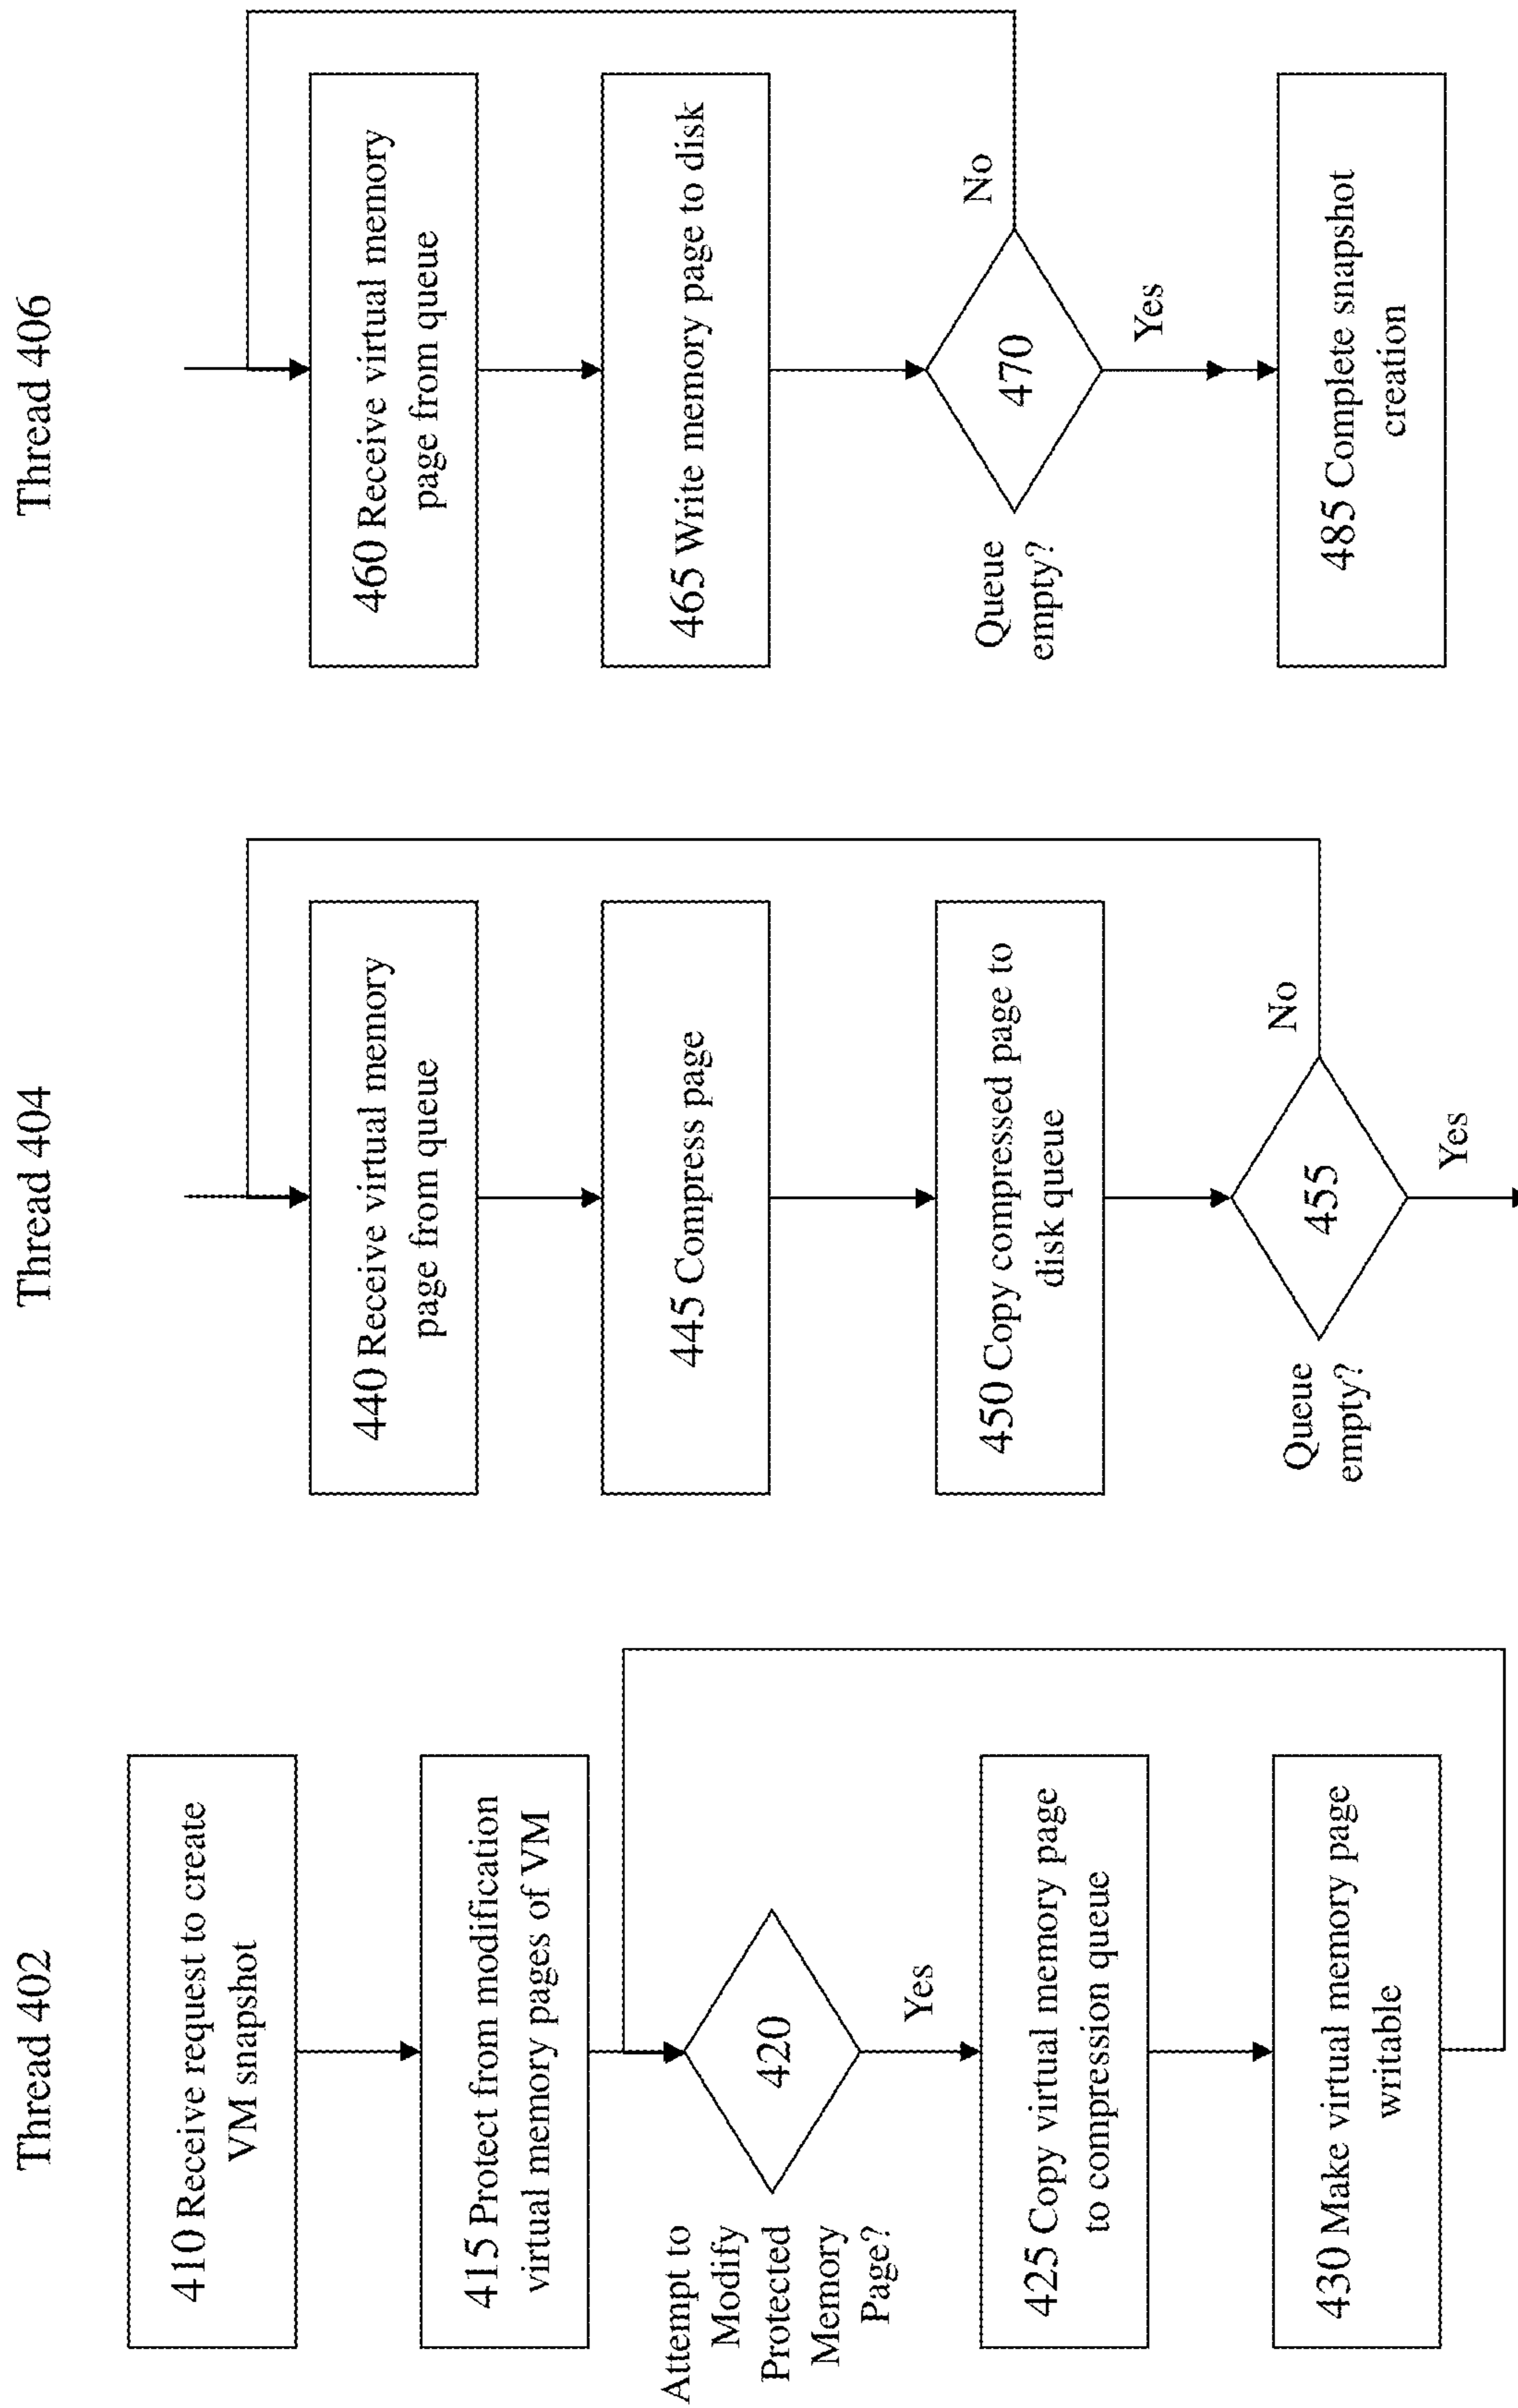 Thread 402
410 Receive request to create
VM snapshot
415 Protect from modification
virtual memory pages of VM
Attempt to
Modify
Protected
Memory
Page?
420
Yes
425 Copy virtual memory page
to compression queue
430 Make virtual memory page
writable
Thread 404
440 Receive virtual memory
page from queue
445 Compress page
450 Copy compressed page to
disk queue
Queue
empty?
455
No
Yes
Thread 406
460 Receive virtual memory
page from queue
465 Write memory page to disk
Queue
empty?
470
No
Yes
485 Complete snapshot
creation